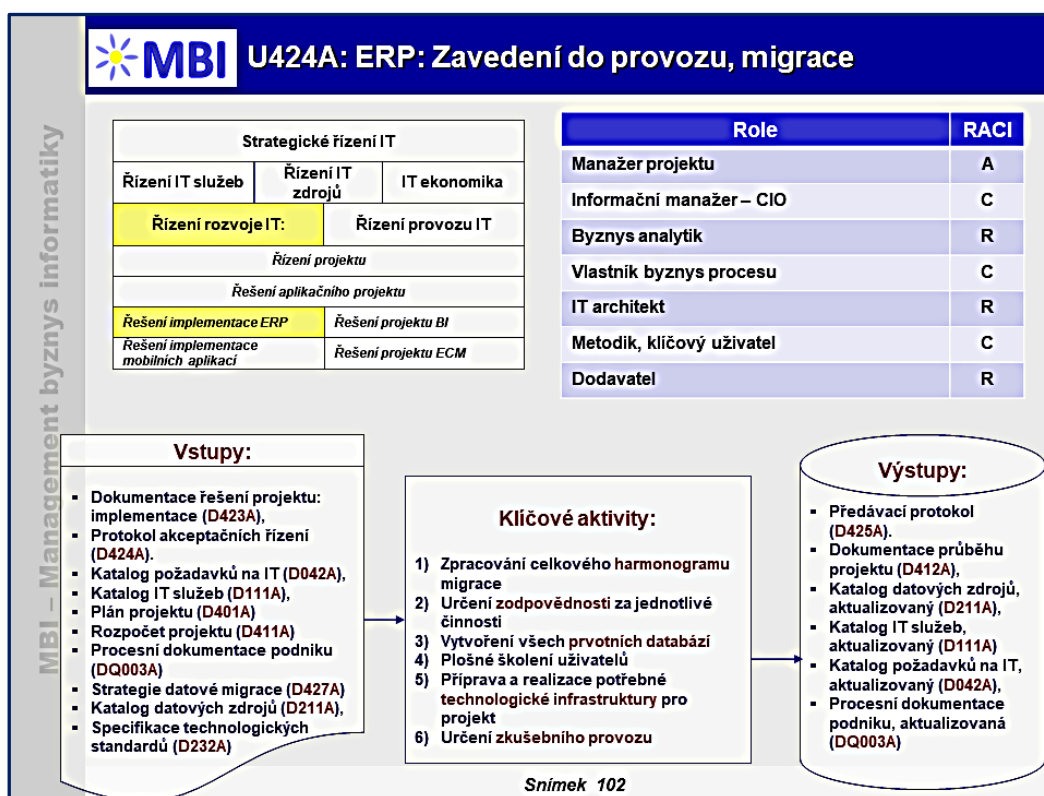 MBI
U424A: ERP: Zavedení do provozu, migrace
MBI – Management byznys informatiky
Strategické řízení IT
Řízení IT služeb
Řízení IT
zdrojů
IT ekonomika
Řízení rozvoje IT:
Řízení provozu IT
Řízení projektu
Řešení aplikačního projektu
Řešení implementace ERP
Řešení projektu BI
Řešení implementace
mobilních aplikací
Řešení projektu ECM
Role RACI
Manažer projektu A
Informační manažer – CIO C
Byznys analytik R
Vlastník byznys procesu C
IT architekt R
Metodik, klíčový uživatel C
Dodavatel R
Vstupy:
▪ Dokumentace řešení projektu:
implementace (D423A),
▪ Protokol akceptačních řízení
(D424A).
▪ Katalog požadavků na IT (D042A),
▪ Katalog IT služeb (D111A),
▪ Plán projektu (D401A)
▪ Rozpočet projektu (D411A)
▪ Procesní dokumentace podniku
(DQ003A)
▪ Strategie datové migrace (D427A)
▪ Katalog datových zdrojů (D211A),
▪ Specifikace technologických
standardů (D232A)
Klíčové aktivity:
1) Zpracování celkového harmonogramu
migrace
2) Určení zodpovědnosti za jednotlivé
činnosti
3) Vytvoření všech prvotních databází
4) Plošné školení uživatelů
5) Příprava a realizace potřebné
technologické infrastruktury pro
projekt
6) Určení zkušebního provozu
Výstupy:
▪ Předávací protokol
(D425A).
▪ Dokumentace průběhu
projektu (D412A),
▪ Katalog datových zdrojů,
aktualizovaný (D211A),
▪ Katalog IT služeb,
aktualizovaný (D111A)
▪ Katalog požadavků na IT,
aktualizovaný (D042A),
▪ Procesní dokumentace
podniku, aktualizovaná
(DQ003A)
Snímek 102